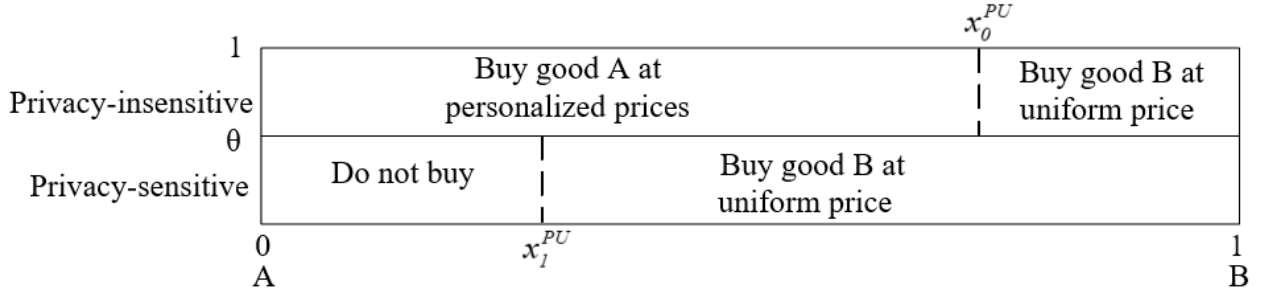 x_0^{PU}
1
Buy good A at
personalized prices
Buy good B at
uniform price
Privacy-insensitive
θ
Privacy-sensitive
Do not buy
Buy good B at
uniform price
0
x_1^{PU}
1
A
B